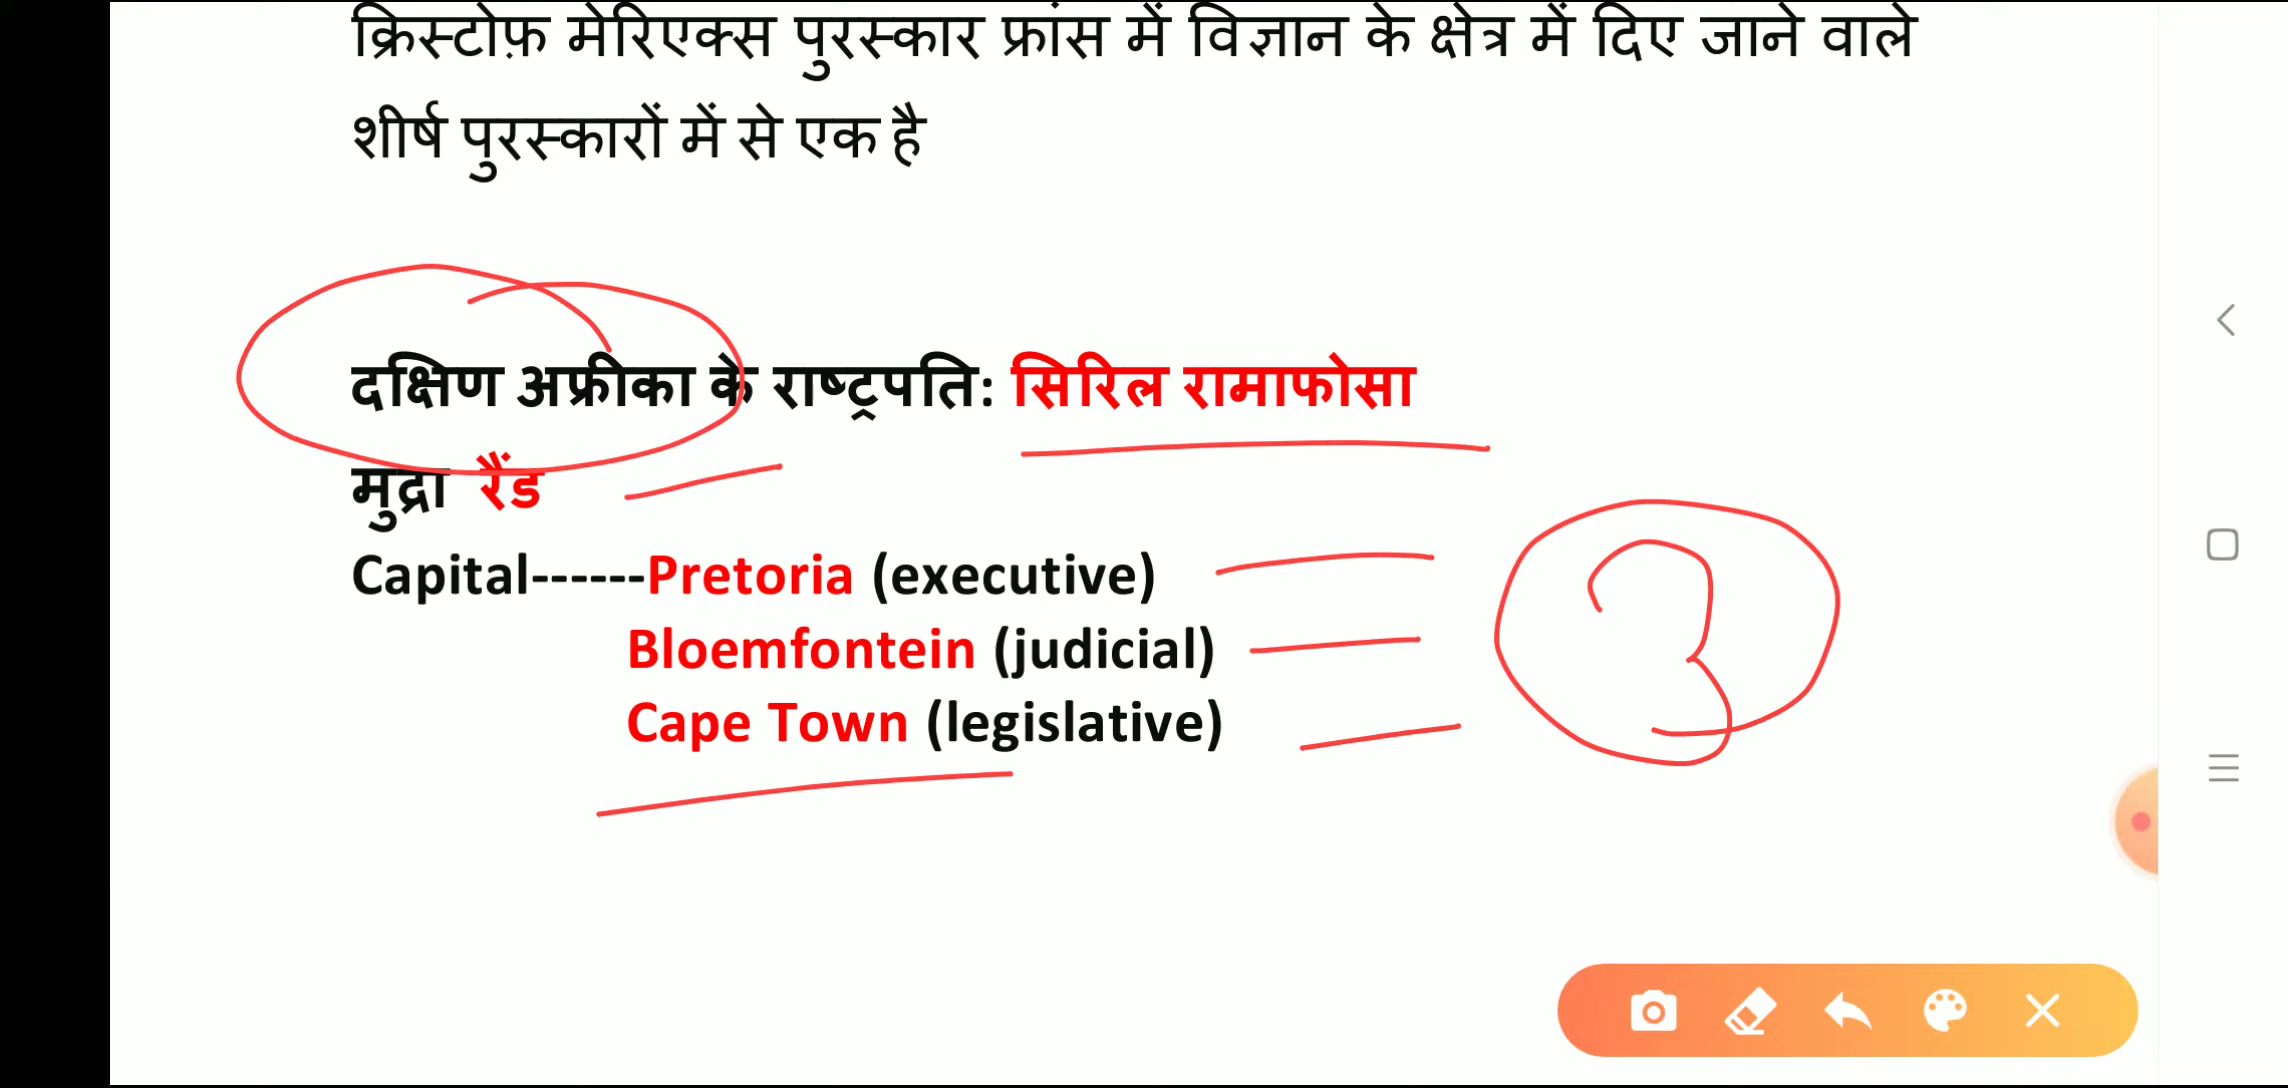 क्रिस्टोफ़ मेरिएक्स पुरस्कार फ्रांस में विज्ञान के क्षेत्र में दिए जाने वाले
शीर्ष पुरस्कारों में से एक है
दक्षिण अफ्रीका के राष्ट्रपति: सिरिल रामाफोसा
मुद्रा रैंड
Capital------Pretoria (executive)
Bloemfontein (judicial)
Cape Town (legislative)
3